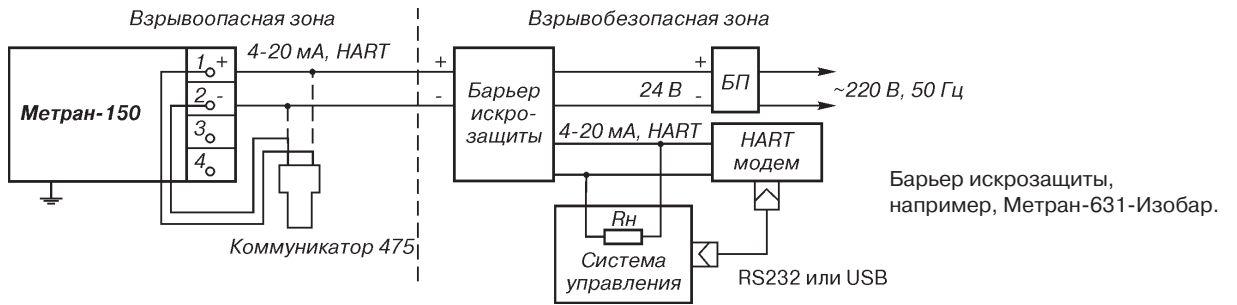 Взрывоопасная зона
Взрывобезопасная зона
Метран-150
1 +
2 -
3
4
4-20 мА, HART
+
-
Барьер
искро-
защиты
+
24 В -
БП
~220 В, 50 Гц
4-20 мА, HART
HART
модем
Rн
Система
управления
RS232 или USB
Коммуникатор 475
Барьер искрозащиты,
например, Метран-631-Изобар.